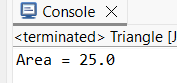 Console
<terminated> Triangle [J
Area = 25.0